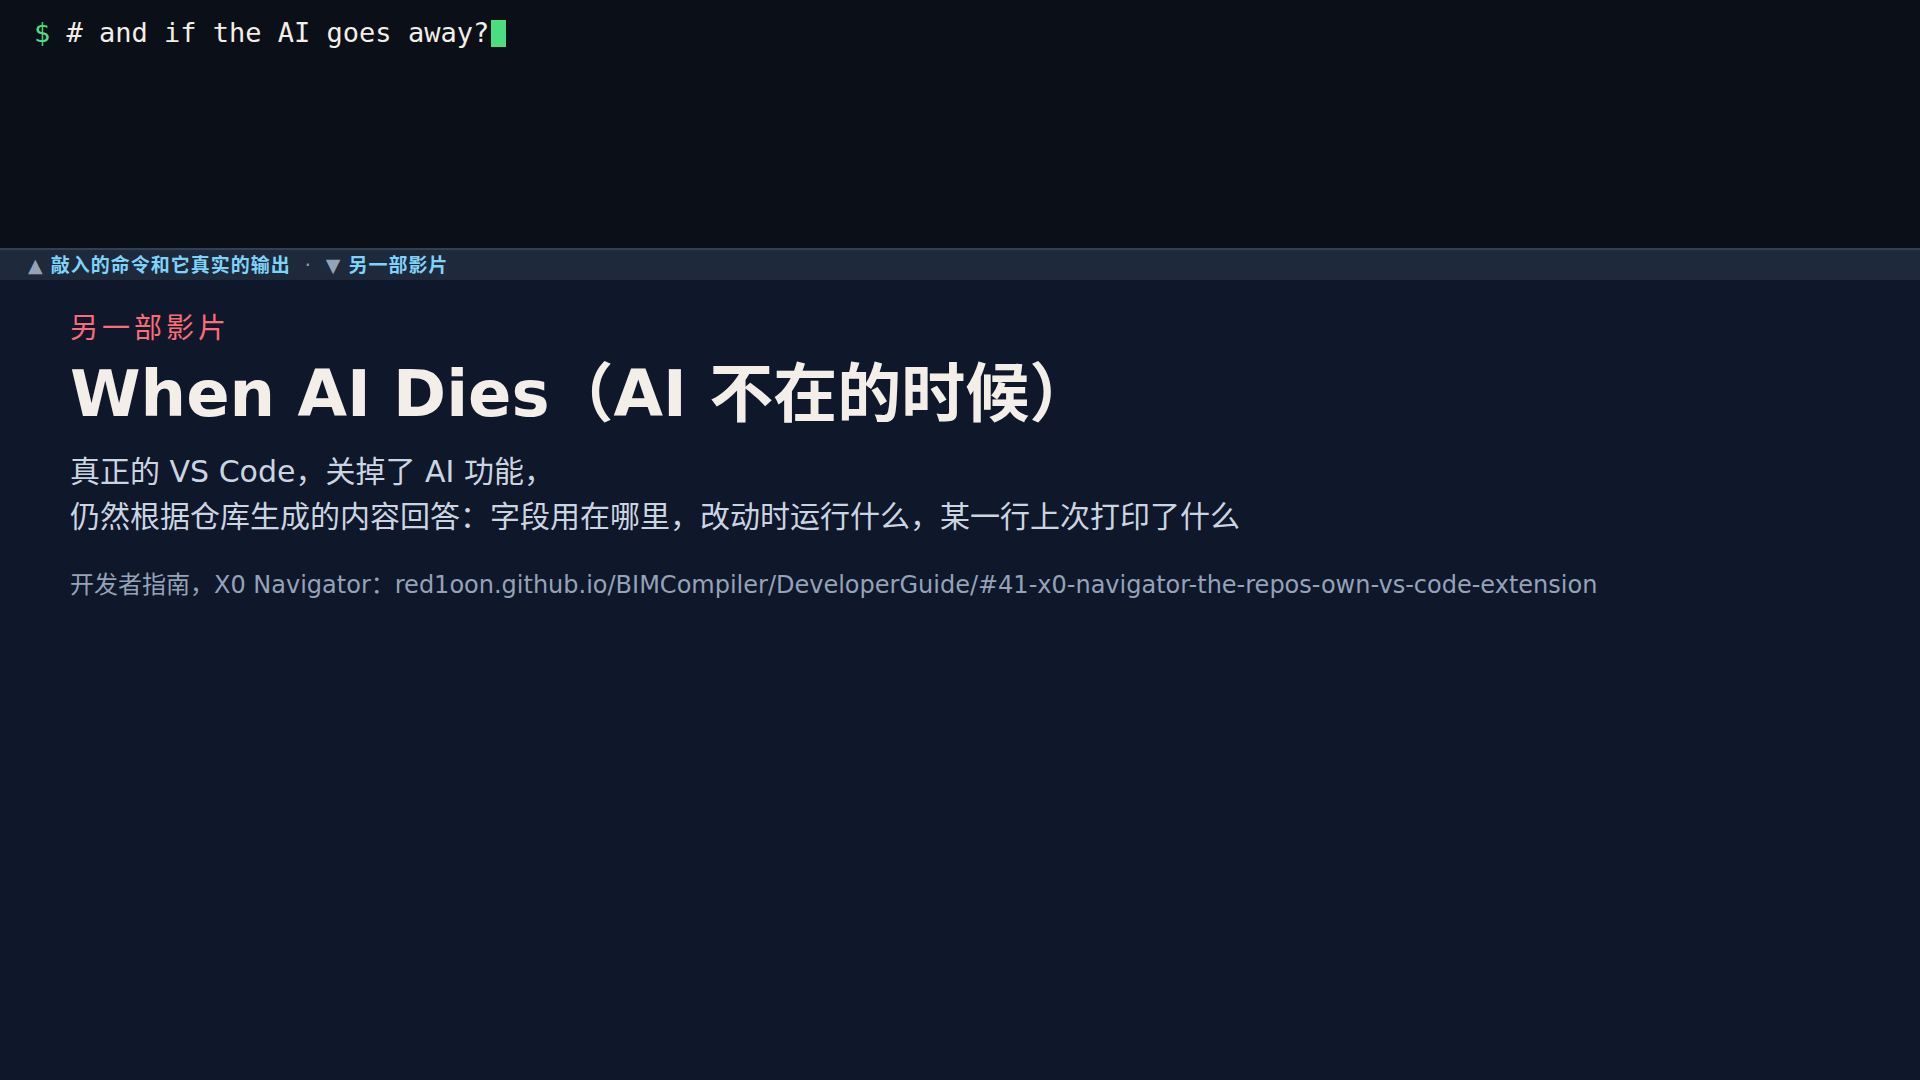 $ # and if the AI goes away?
▲ 敲入的命令和它真实的输出 · ▼ 另一部影片
另一部影片
When AI Dies（AI 不在的时候）
真正的 VS Code，关掉了 AI 功能，
仍然根据仓库生成的内容回答：字段用在哪里，改动时运行什么，某一行上次打印了什么
开发者指南，X0 Navigator：red1oon.github.io/BIMCompiler/DeveloperGuide/#41-x0-navigator-the-repos-own-vs-code-extension